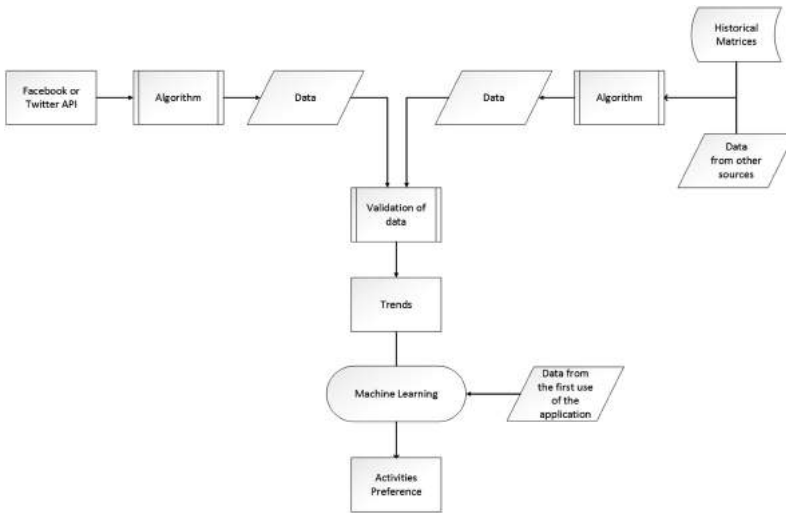 Historical
Matrices
Facebook or
Twitter API
Algorithm
Data
Data
Algorithm
Data
from other
sources
Validation of
data
Trends
Machine Learning
Data from
the first use
of the
application
Activities
Preference